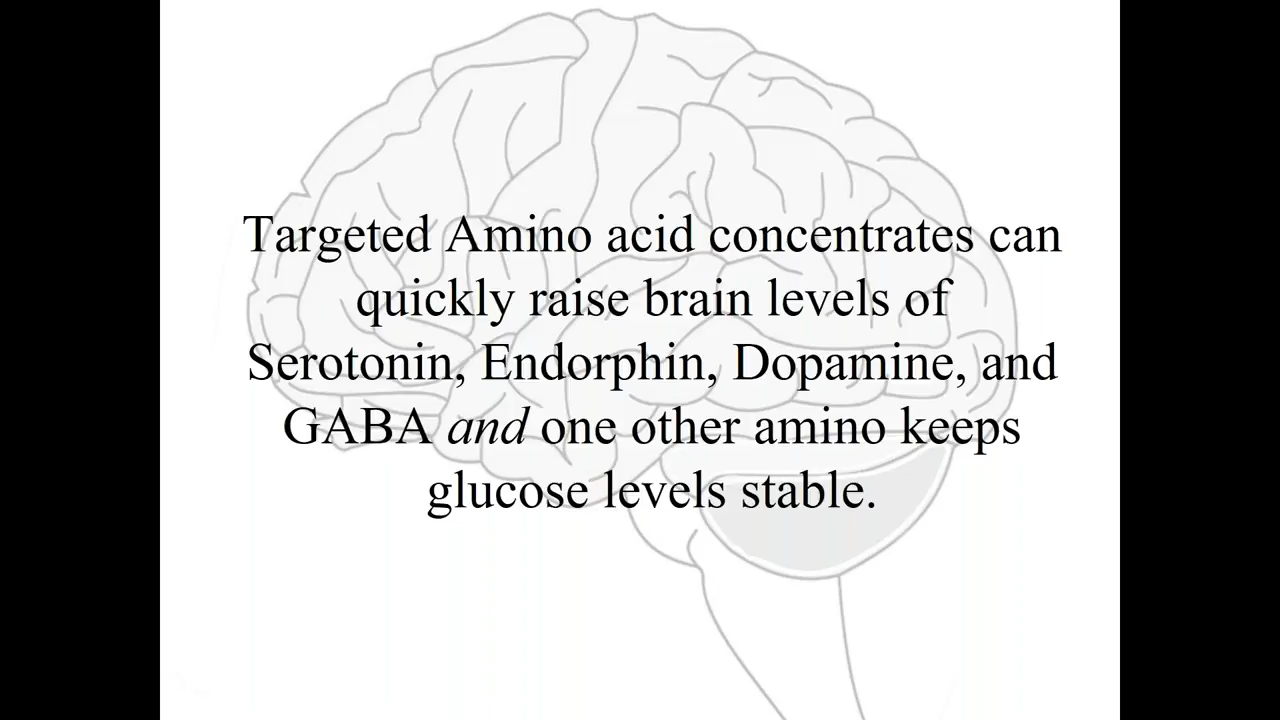 Targeted Amino acid concentrates can
quickly raise brain levels of
Serotonin, Endorphin, Dopamine, and
GABA and one other amino keeps
glucose levels stable.